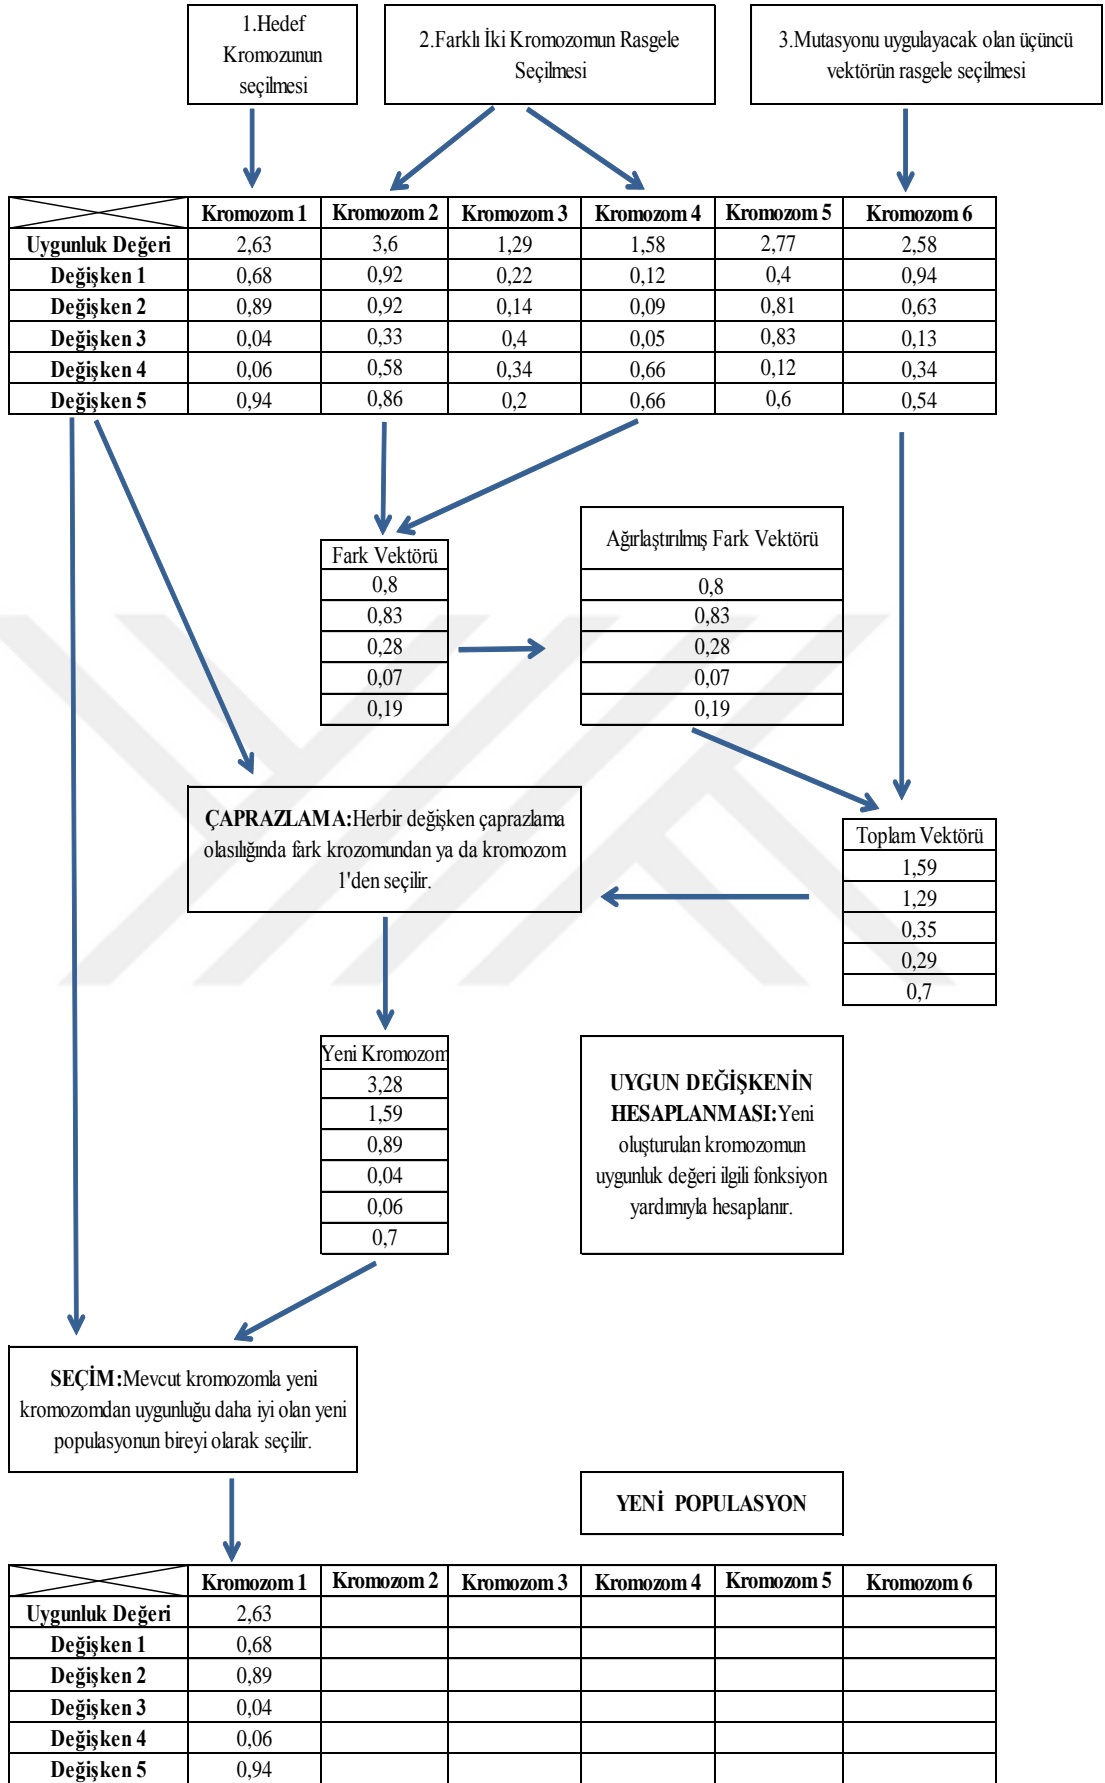 1.Hedef
Kromozunun
seçilmesi
2.Farklı İki Kromozomun Rasgele
Seçilmesi
3.Mutasyonu uygulayacak olan üçüncü
vektörün rasgele seçilmesi
Kromozom 1 Kromozom 2 Kromozom 3 Kromozom 4 Kromozom 5 Kromozom 6
Uygunluk Değeri 2,63 3,6 1,29 1,58 2,77 2,58
Değişken 1 0,68 0,92 0,22 0,12 0,4 0,94
Değişken 2 0,89 0,92 0,14 0,09 0,81 0,63
Değişken 3 0,04 0,33 0,4 0,05 0,83 0,13
Değişken 4 0,06 0,58 0,34 0,66 0,12 0,34
Değişken 5 0,94 0,86 0,2 0,66 0,6 0,54
Fark Vektörü
0,8
0,83
0,28
0,07
0,19
Ağırlaştırılmış Fark Vektörü
0,8
0,83
0,28
0,07
0,19
ÇAPRAZLAMA:Herbir değişken çaprazlama
olasılığında fark krozomundan ya da kromozom
1'den seçilir.
Toplam Vektörü
1,59
1,29
0,35
0,29
0,7
Yeni Kromozom
3,28
1,59
0,89
0,04
0,06
0,7
UYGUN DEĞİŞKENİN
HESAPLANMASI:Yeni
oluşturulan kromozomun
uygunluk değeri ilgili fonksiyon
yardımıyla hesaplanır.
SEÇİM:Mevcut kromozomla yeni
kromozomdan uygunluğu daha iyi olan yeni
populasyonun bireyi olarak seçilir.
YENİ POPULASYON
Kromozom 1 Kromozom 2 Kromozom 3 Kromozom 4 Kromozom 5 Kromozom 6
Uygunluk Değeri 2,63
Değişken 1 0,68
Değişken 2 0,89
Değişken 3 0,04
Değişken 4 0,06
Değişken 5 0,94